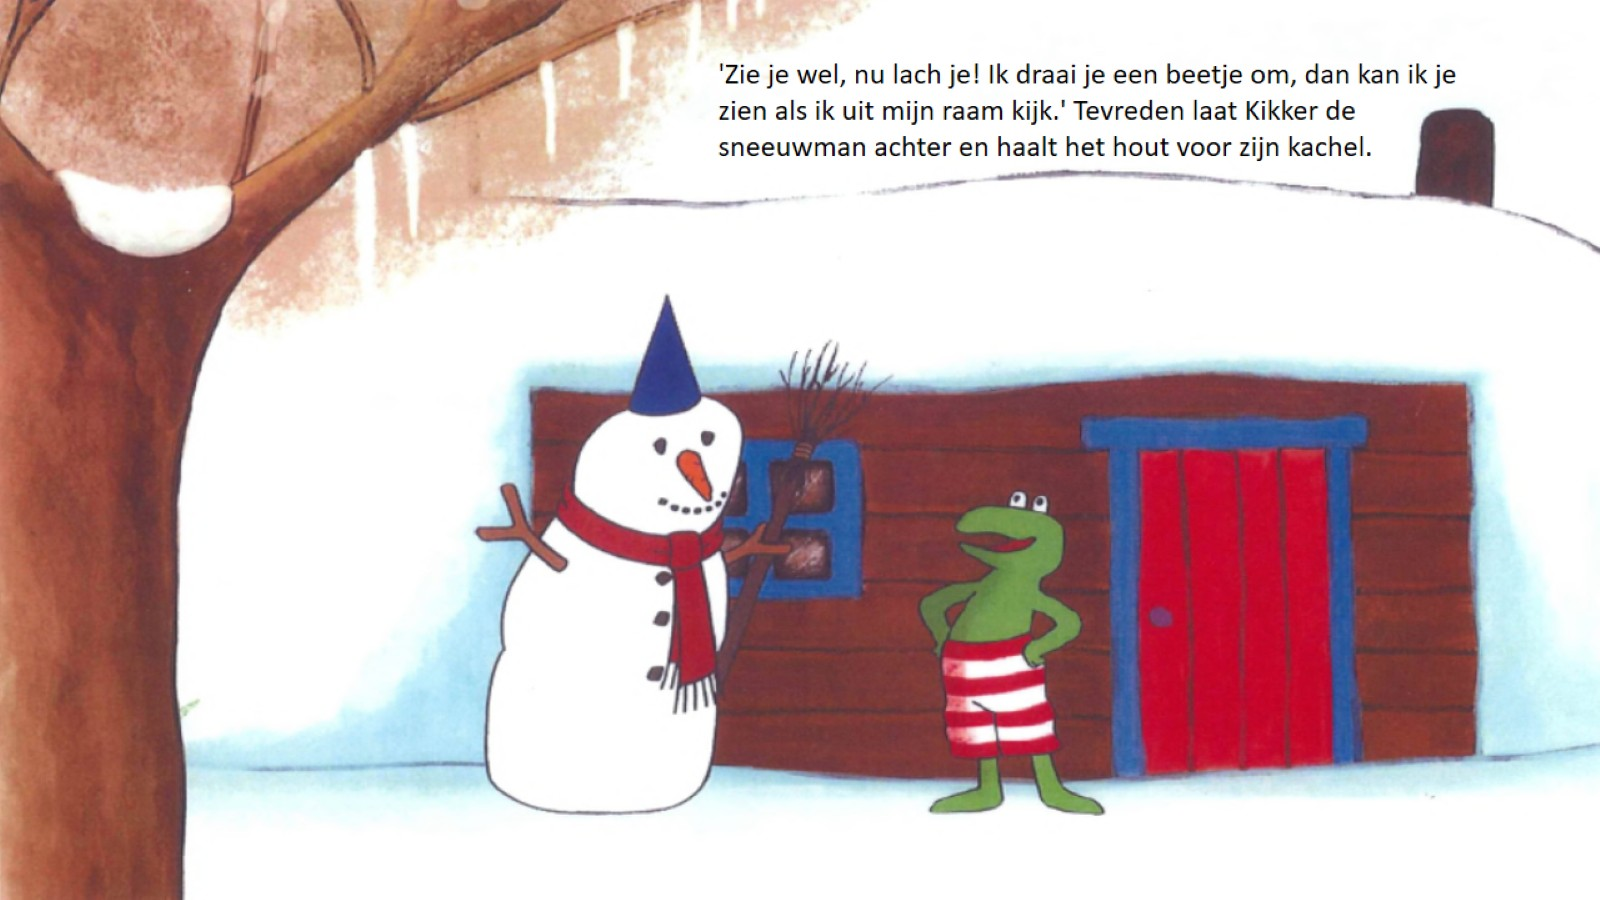 'Zie je wel, nu lach je! Ik draai je een beetje om, dan kan ik je
zien als ik uit mijn raam kijk.' Tevreden laat Kikker de
sneeuwman achter en haalt het hout voor zijn kachel.